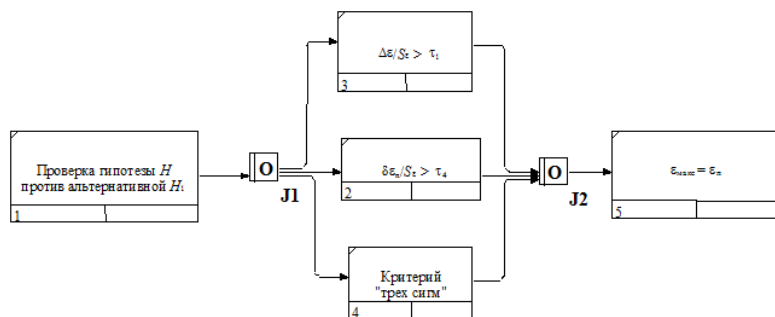 Δε/Sε > τ₁
3
Проверка гипотезы H
против альтернативной H₁
1
O
J1
δεₙ/Sε > τ₄
2
O
J2
εмакс = εₙ
5
Критерий
"трех сигм"
4